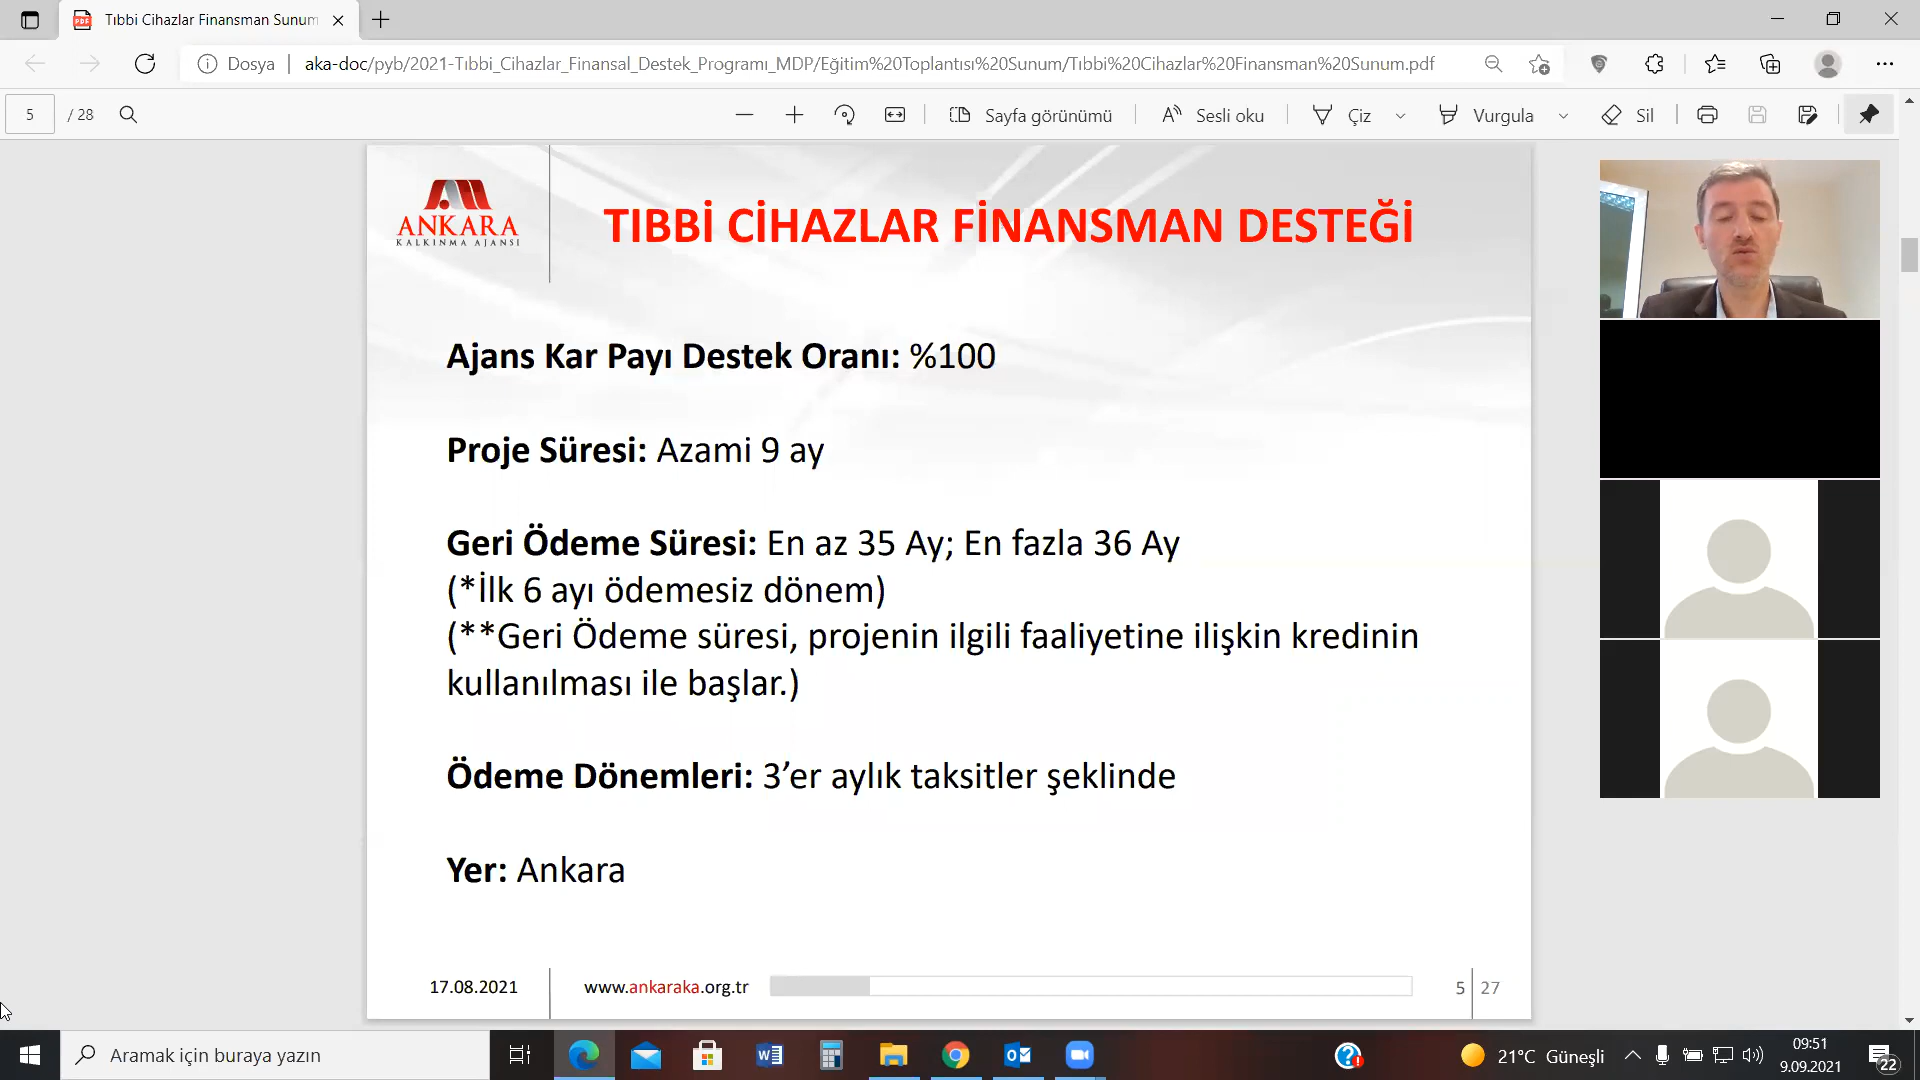 Tıbbi Cihazlar Finansman Sunum
Dosya
aka-doc/pyb/2021-Tıbbi_Cihazlar_Finansal_Destek_Programı_MDP/Eğitim%20Toplantısı%20Sunum/Tıbbi%20Cihazlar%20Finansman%20Sunum.pdf
5 / 28
Sayfa görünümü
Sesli oku
Çiz
Vurgula
Sil
ANKARA
KALKINMA AJANSI
TIBBİ CİHAZLAR FİNANSMAN DESTEĞİ
Ajans Kar Payı Destek Oranı: %100
Proje Süresi: Azami 9 ay
Geri Ödeme Süresi: En az 35 Ay; En fazla 36 Ay
(*İlk 6 ayı ödemesiz dönem)
(**Geri Ödeme süresi, projenin ilgili faaliyetine ilişkin kredinin
kullanılması ile başlar.)
Ödeme Dönemleri: 3’er aylık taksitler şeklinde
Yer: Ankara
17.08.2021
www.ankaraka.org.tr
5 27
Aramak için buraya yazın
21°C Güneşli
09:51
9.09.2021
22